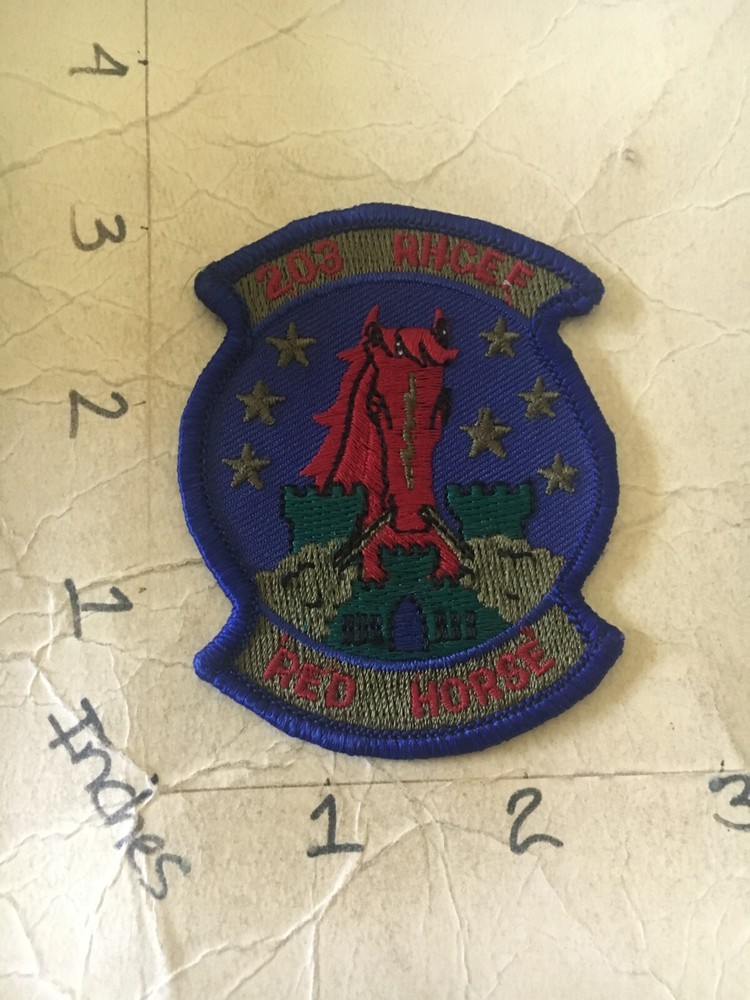 4
3
2
1
Inches
1 2 3
203 RHCEF
RED HORSE